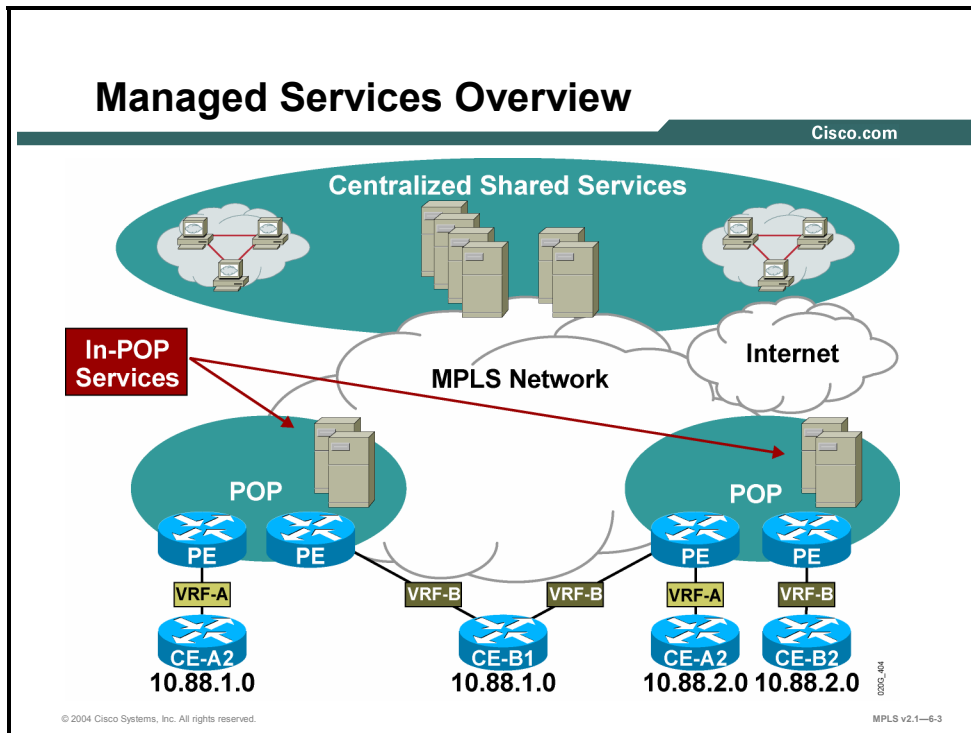 Managed Services Overview
Cisco.com
Centralized Shared Services
In-POP
Services
MPLS Network
Internet
POP
POP
PE
PE
PE
PE
VRF-A
VRF-B
VRF-B
VRF-A
VRF-B
CE-A2
CE-B1
CE-A2
CE-B2
10.88.1.0
10.88.1.0
10.88.2.0
10.88.2.0
020G_404
© 2004 Cisco Systems, Inc. All rights reserved.
MPLS v2.1—6-3